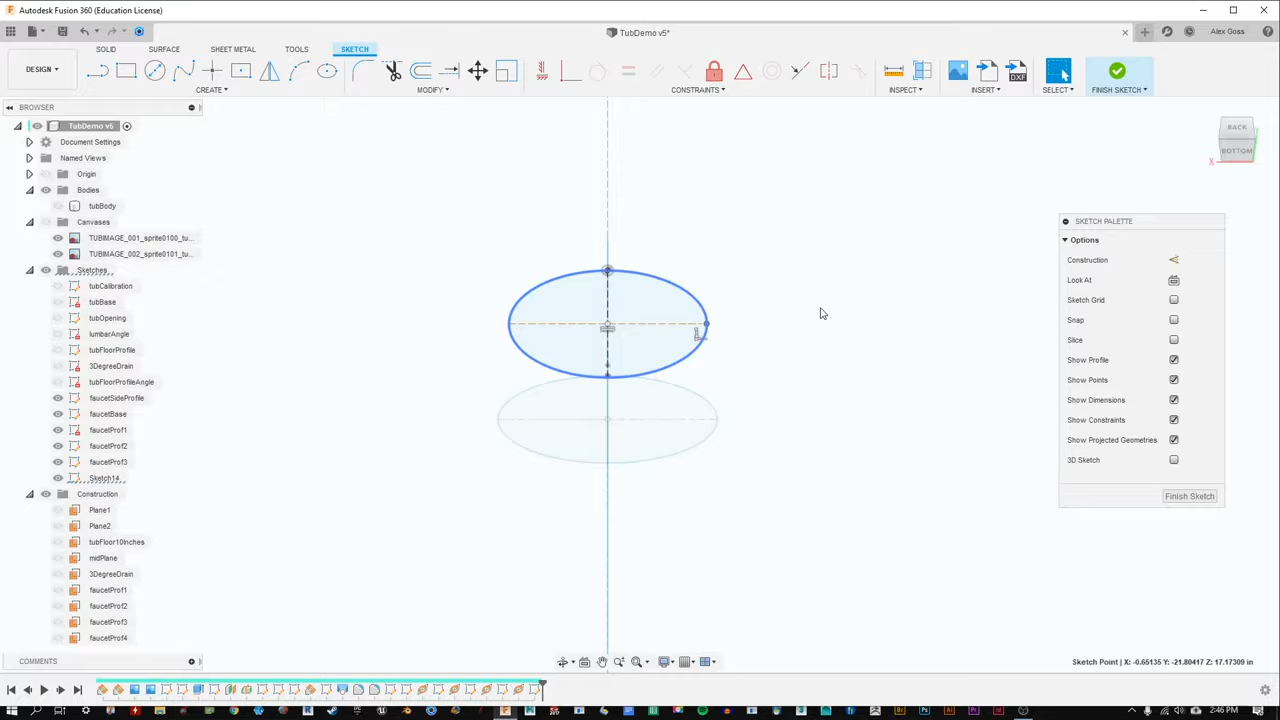 Autodesk Fusion 360 (Education License)
TubDemo v5*
Alex Goss
SOLID SURFACE SHEET METAL TOOLS SKETCH
DESIGN
CREATE MODIFY CONSTRAINTS INSPECT INSERT SELECT FINISH SKETCH
DXF
BROWSER
TubDemo v5
Document Settings
Named Views
Origin
Bodies
tubBody
Canvases
TUBIMAGE_001_sprite0100_tu...
TUBIMAGE_002_sprite0101_tu...
Sketches
tubCalibration
tubBase
tubOpening
lumbarAngle
tubFloorProfile
3DegreeDrain
tubFloorProfileAngle
faucetSideProfile
faucetBase
faucetProf1
faucetProf2
faucetProf3
Sketch14
Construction
Plane1
Plane2
tubFloor10Inches
midPlane
3DegreeDrain
faucetProf1
faucetProf2
faucetProf3
faucetProf4
BACK
BOTTOM
X
SKETCH PALETTE
Options
Construction
Look At
Sketch Grid
Snap
Slice
Show Profile
Show Points
Show Dimensions
Show Constraints
Show Projected Geometries
3D Sketch
Finish Sketch
COMMENTS
Sketch Point | X: -0.65135 Y: -21.80417 Z: 17.17309 in
2:46 PM